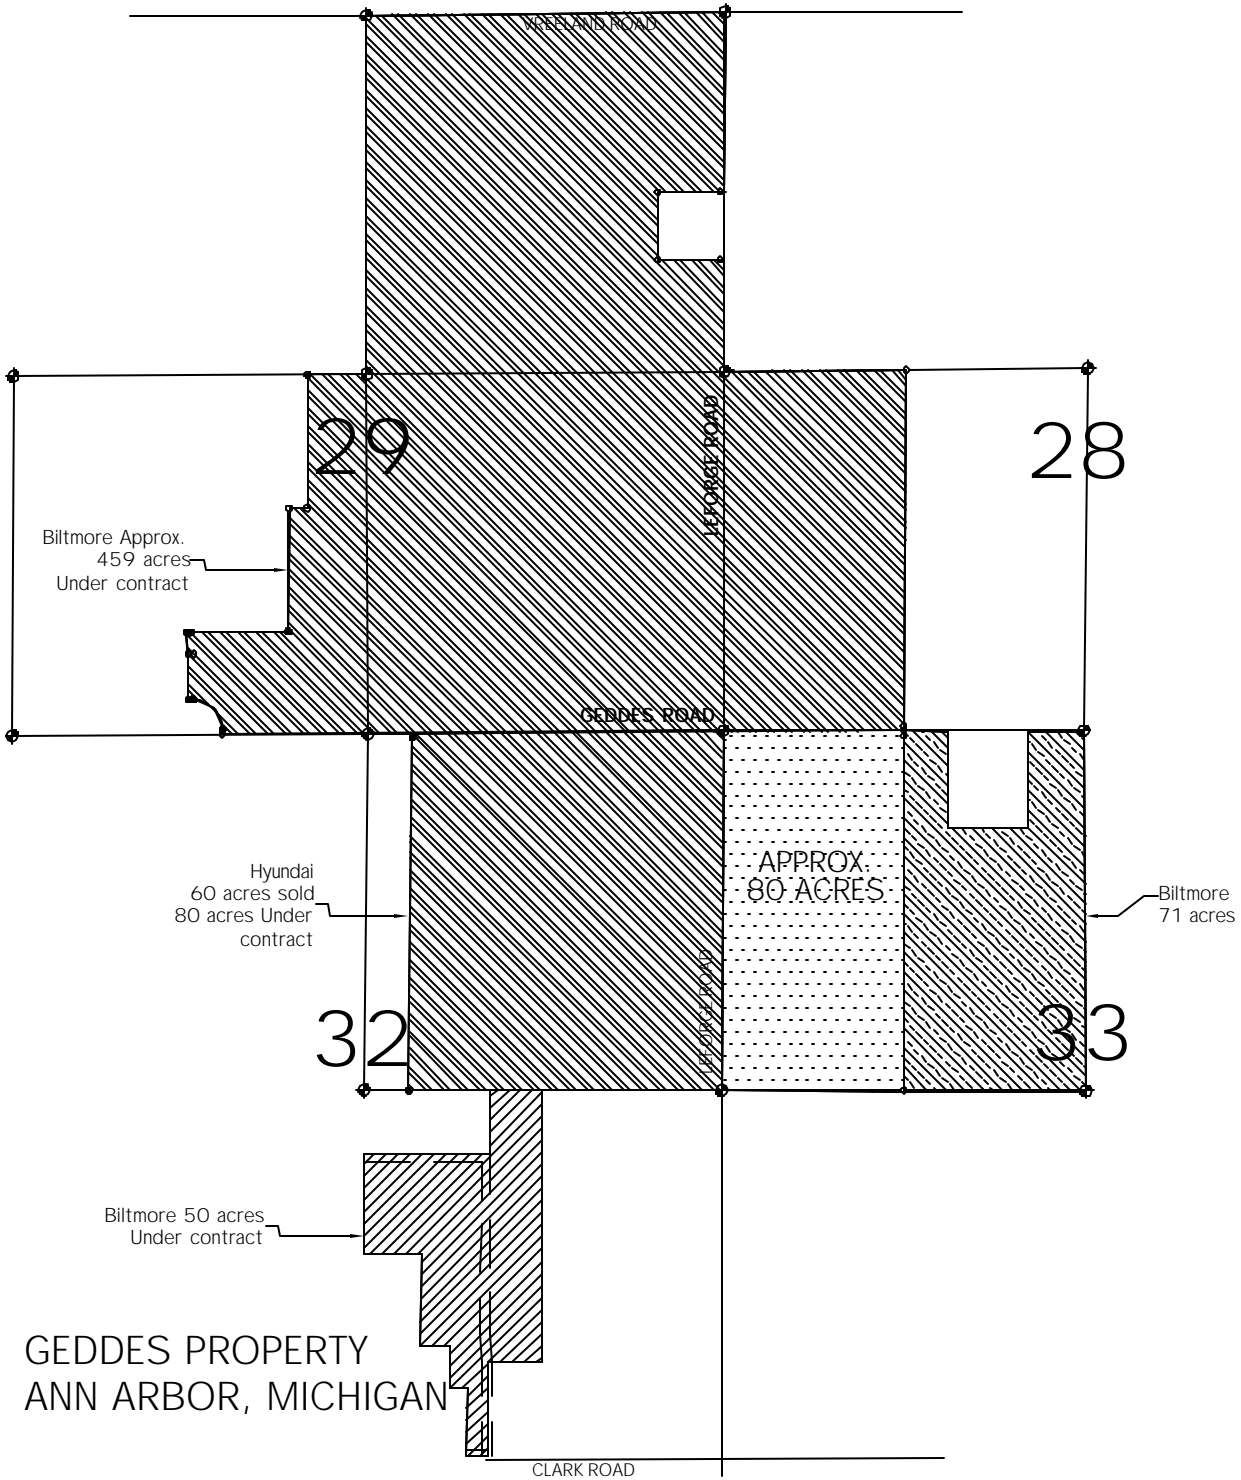 VREELAND ROAD
29
LEFORGE ROAD
28
Biltmore Approx.
459 acres
Under contract
GEDDES ROAD
Hyundai
60 acres sold
80 acres Under
contract
APPROX.
80 ACRES
Biltmore
71 acres
LEFORGE ROAD
32
33
Biltmore 50 acres
Under contract
GEDDES PROPERTY
ANN ARBOR, MICHIGAN
CLARK ROAD